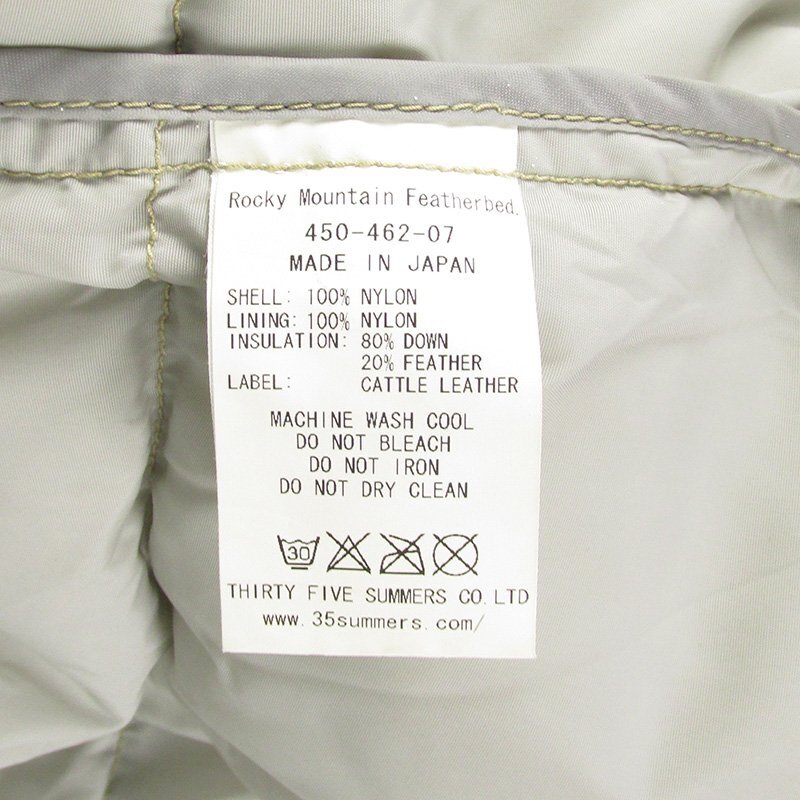 Rocky Mountain Featherbed.
450-462-07
MADE IN JAPAN
SHELL: 100% NYLON
LINING: 100% NYLON
INSULATION: 80% DOWN
20% FEATHER
LABEL: CATTLE LEATHER
MACHINE WASH COOL
DO NOT BLEACH
DO NOT IRON
DO NOT DRY CLEAN
30
THIRTY FIVE SUMMERS CO. LTD
www.35summers.com/